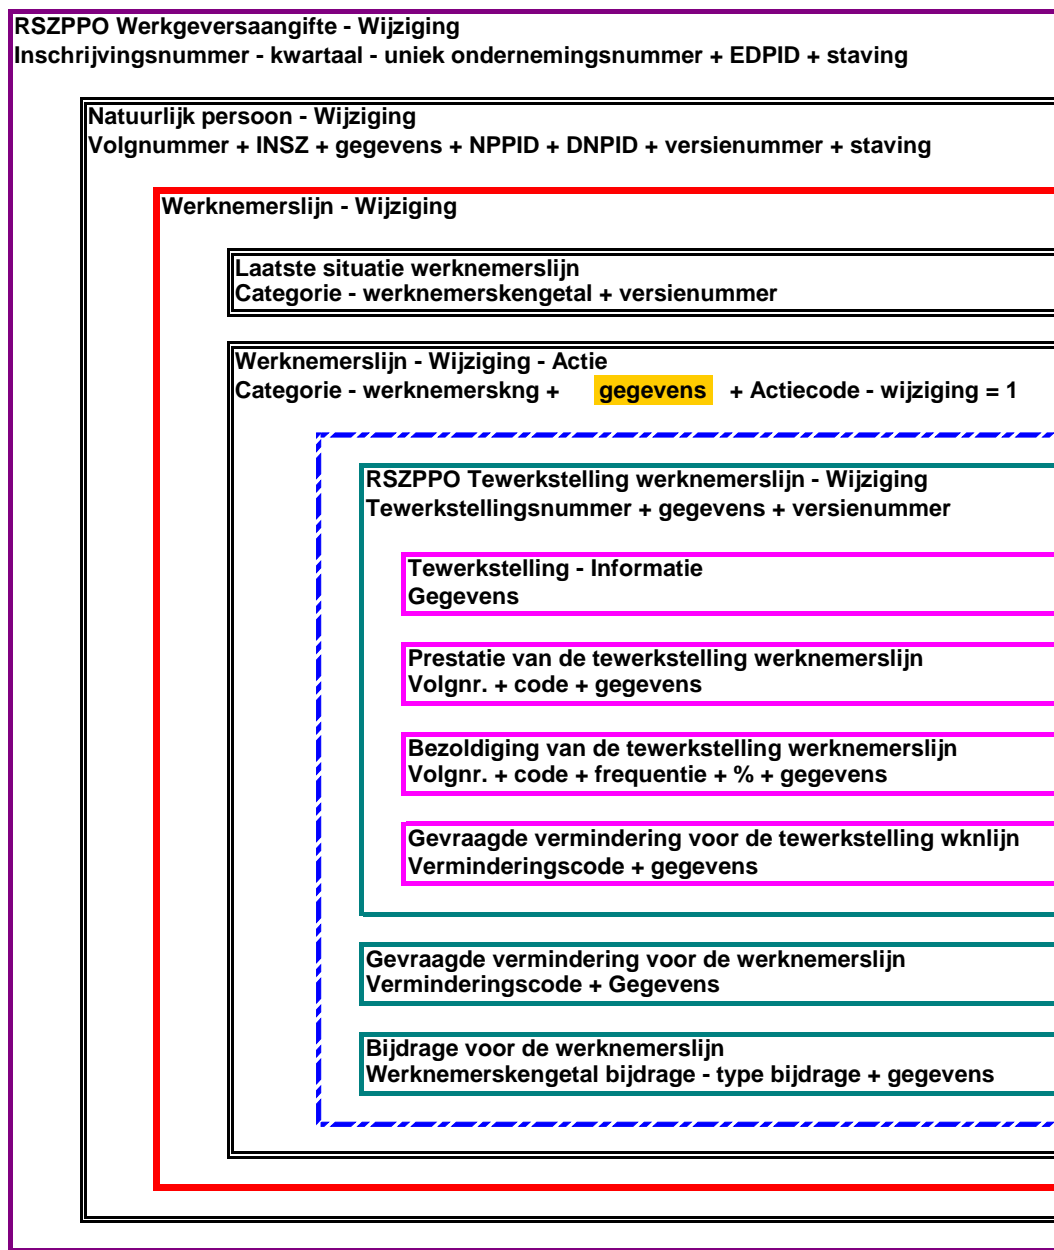 RSZPPO Werkgeversaangifte - Wijziging
Inschrijvingsnummer - kwartaal - uniek ondernemingsnummer + EDPID + staving
Natuurlijk persoon - Wijziging
Volgnummer + INSZ + gegevens + NPPID + DNPID + versienummer + staving
Werknemerslijn - Wijziging
Laatste situatie werknemerslijn
Categorie - werknemerskengetal + versienummer
Werknemerslijn - Wijziging - Actie
Categorie - werknemerskng + gegevens + Actiecode - wijziging = 1
RSZPPO Tewerkstelling werknemerslijn - Wijziging
Tewerkstellingsnummer + gegevens + versienummer
Tewerkstelling - Informatie
Gegevens
Prestatie van de tewerkstelling werknemerslijn
Volgnr. + code + gegevens
Bezoldiging van de tewerkstelling werknemerslijn
Volgnr. + code + frequentie + % + gegevens
Gevraagde vermindering voor de tewerkstelling wknlijn
Verminderingscode + gegevens
Gevraagde vermindering voor de werknemerslijn
Verminderingscode + Gegevens
Bijdrage voor de werknemerslijn
Werknemerskengetal bijdrage - type bijdrage + gegevens